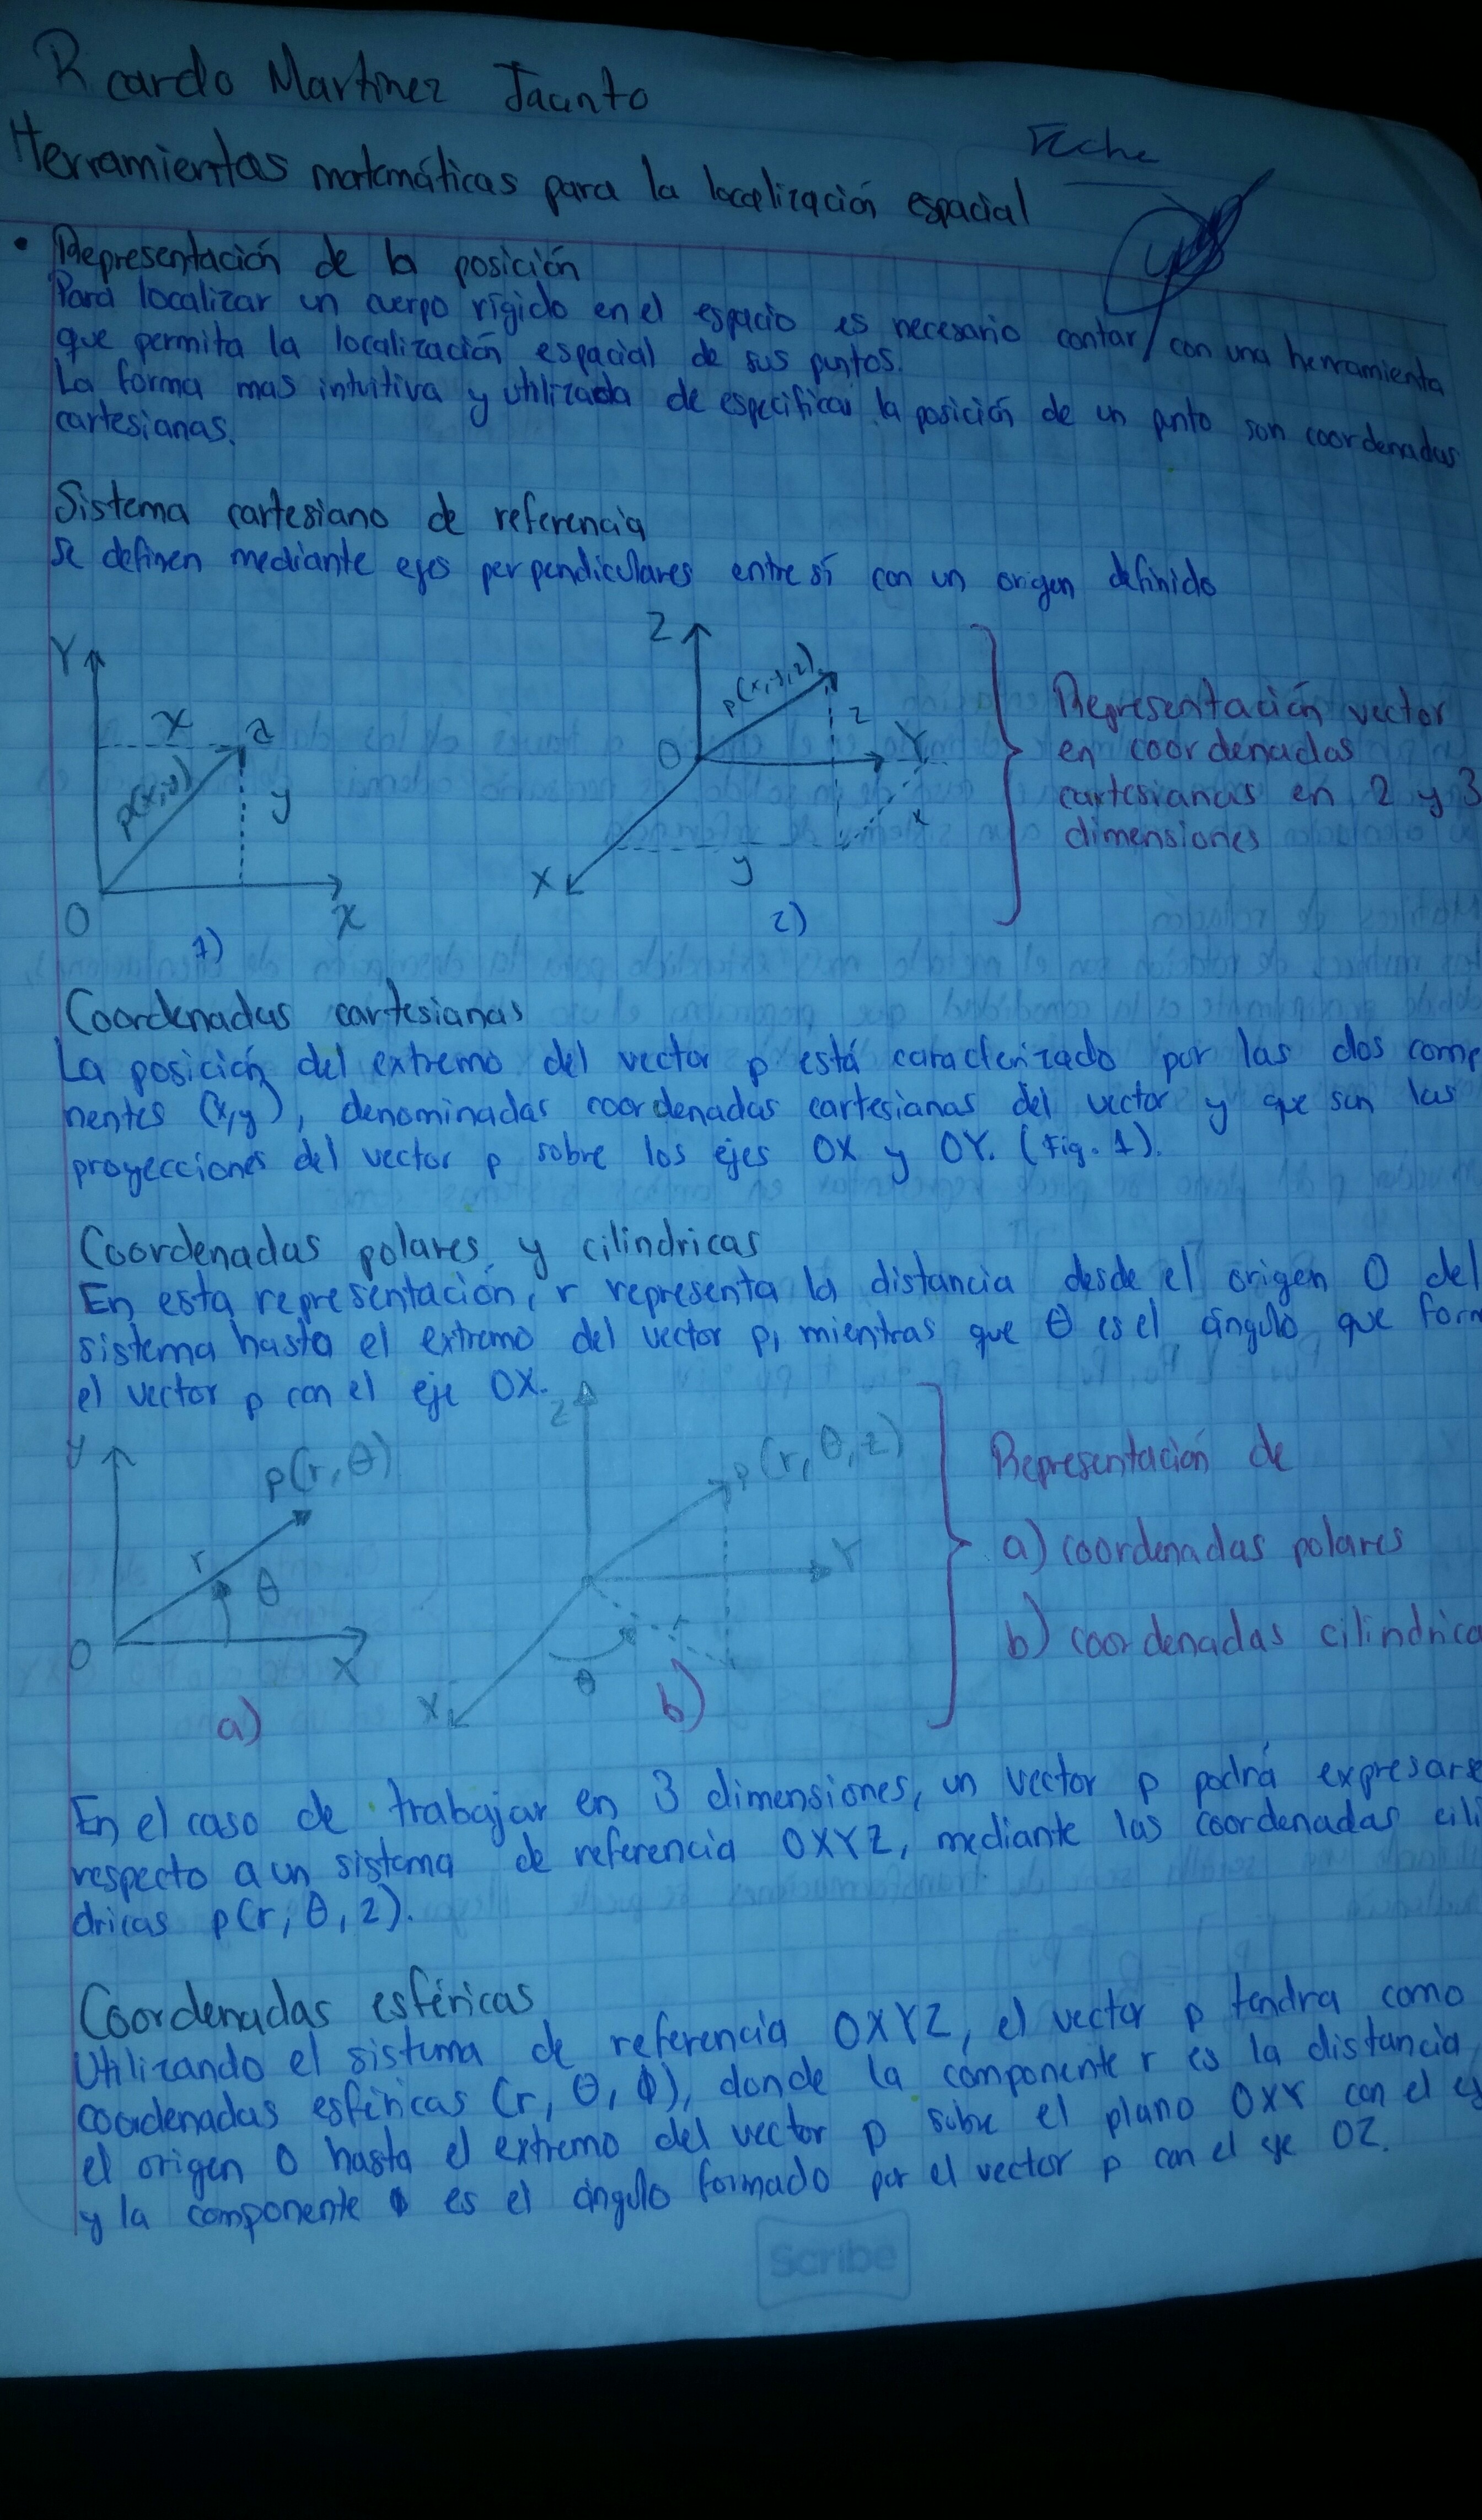 Ricardo Martinez Jacinto
Fecha
Herramientas matemáticas para la localización espacial
• Representación de la posición
Para localizar un cuerpo rígido en el espacio es necesario contar con una herramienta
que permita la localización espacial de sus puntos.
La forma mas intuitiva y utilizada de especificar la posición de un punto son coordenadas
cartesianas.
Sistema cartesiano de referencia
Se definen mediante ejes perpendiculares entre sí con un origen definido
Y
x
a
p(x,y)
y
O
X
1)
Z
p(x,y,z)
z
O
Y
x
X
y
2)
Representación vector
en coordenadas
cartesianas en 2 y 3
dimensiones
Coordenadas cartesianas
La posición del extremo del vector p está caracterizado por las dos comp
nentes (x,y), denominadas coordenadas cartesianas del vector y que son las
proyecciones del vector p sobre los ejes OX y OY. (Fig. 1).
Coordenadas polares y cilindricas
En esta representación, r representa la distancia desde el origen O del
sistema hasta el extremo del vector p, mientras que θ es el ángulo que form
el vector p con el eje OX.
y
p(r, θ)
r
θ
O
X
a)
Z
p(r, θ, z)
Y
r
θ
X
b)
Representación de
a) coordenadas polares
b) coordenadas cilindrica
En el caso de trabajar en 3 dimensiones, un vector p podrá expresarse
respecto a un sistema de referencia OXYZ, mediante las coordenadas cili
dricas p(r, θ, z).
Coordenadas esféricas
Utilizando el sistema de referencia OXYZ, el vector p tendra como
coordenadas esféricas (r, θ, ϕ), donde la componente r es la distancia
el origen O hasta el extremo del vector p sobre el plano OXY con el ej
y la componente ϕ es el ángulo formado por el vector p con el eje OZ.
Scribe